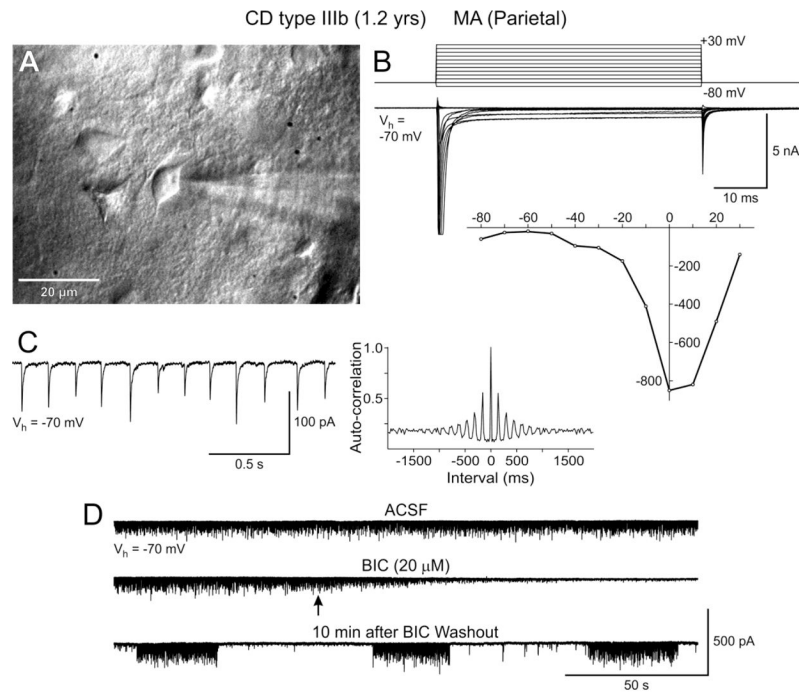 CD type IIIb (1.2 yrs) MA (Parietal)
A
20 µm
B
+30 mV
-80 mV
Vh = -70 mV
5 nA
10 ms
-80 -60 -40 -20 0 20
-200
-400
-600
-800
C
Vh = -70 mV
100 pA
0.5 s
Auto-correlation
1.0
0.5
-1500 -500 0 500 1500
Interval (ms)
D
ACSF
Vh = -70 mV
BIC (20 µM)
10 min after BIC Washout
500 pA
50 s